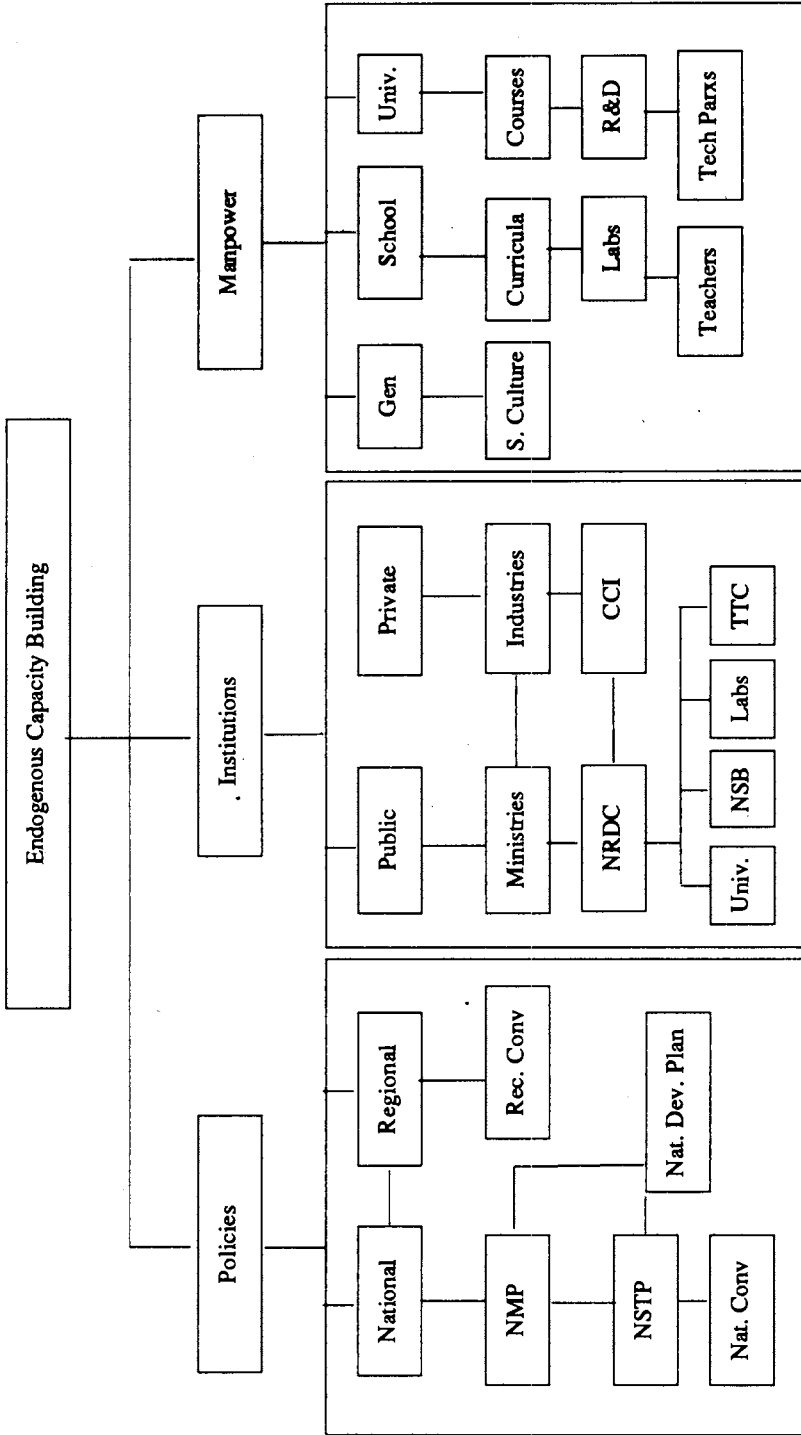 Endogenous Capacity Building
Policies
Institutions
Manpower
National
Regional
Public
Private
Gen
School
Univ.
NMP
Rec. Conv
Ministries
Industries
S. Culture
Curricula
Courses
NSTP
Nat. Dev. Plan
NRDC
CCI
Labs
R&D
Nat. Conv
Univ.
NSB
Labs
TTC
Teachers
Tech Parxs